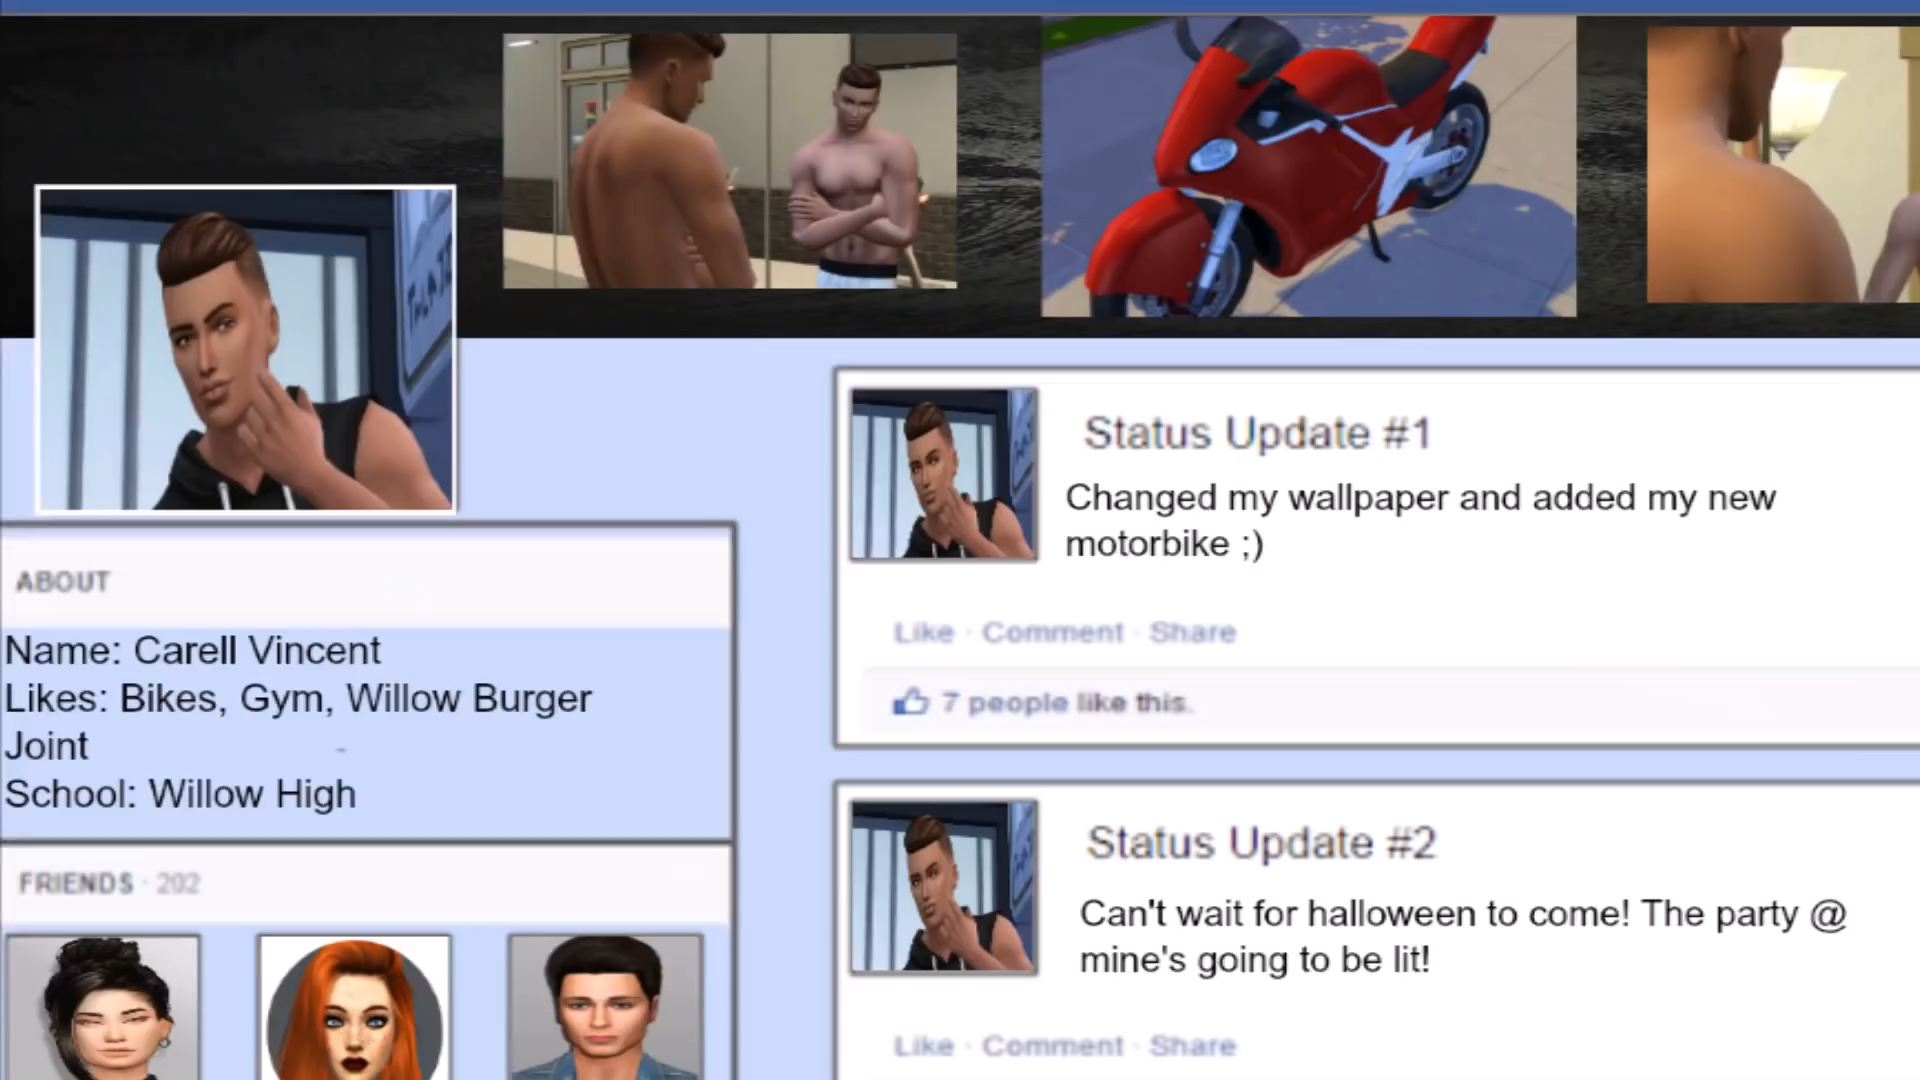 ABOUT
Name: Carell Vincent
Likes: Bikes, Gym, Willow Burger
Joint
School: Willow High
FRIENDS · 202
Status Update #1
Changed my wallpaper and added my new
motorbike ;)
Like · Comment · Share
7 people like this.
Status Update #2
Can't wait for halloween to come! The party @
mine's going to be lit!
Like · Comment · Share